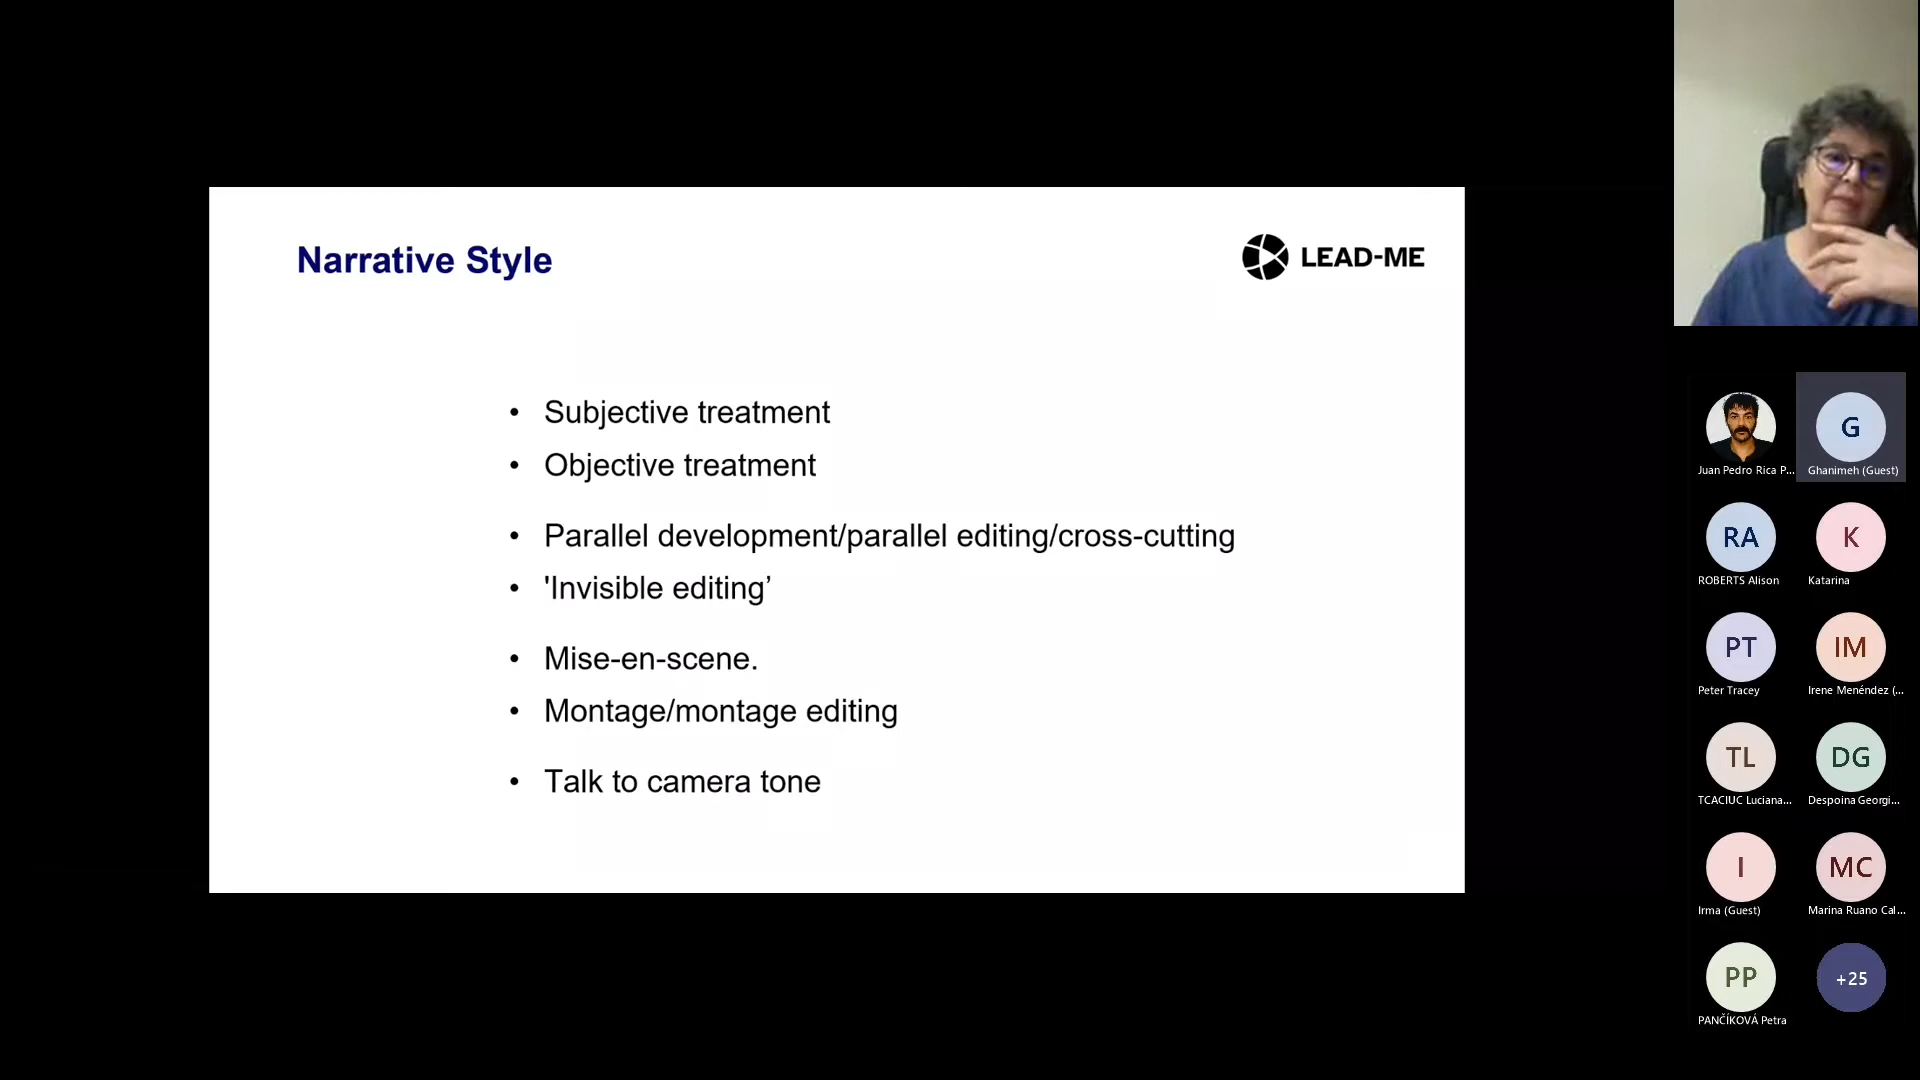 Narrative Style
LEAD-ME
• Subjective treatment
• Objective treatment
• Parallel development/parallel editing/cross-cutting
• 'Invisible editing’
• Mise-en-scene.
• Montage/montage editing
• Talk to camera tone
Juan Pedro Rica P...
G
Ghanimeh (Guest)
RA
ROBERTS Alison
K
Katarina
PT
Peter Tracey
IM
Irene Menéndez (...
TL
TCACIUC Luciana...
DG
Despoina Georgi...
I
Irma (Guest)
MC
Marina Ruano Cal...
PP
PANČÍKOVÁ Petra
+25